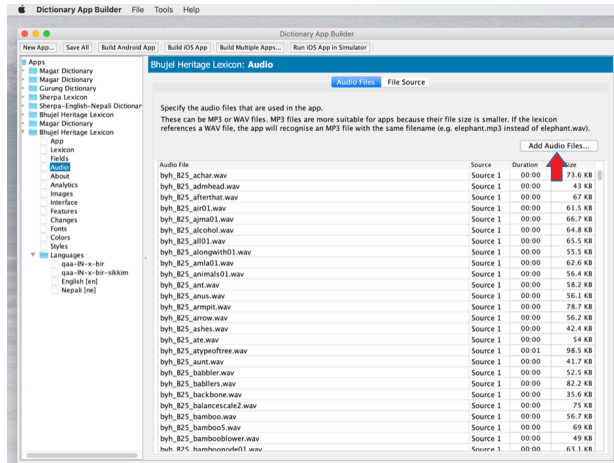 Dictionary App Builder File Tools Help
Dictionary App Builder
New App... Save All Build Android App Build iOS App Build Multiple Apps... Run iOS App in Simulator
Apps
Magar Dictionary
Magar Dictionary
Gurung Dictionary
Sherpa Lexicon
Sherpa-English-Nepali Dictionar
Bhujel Heritage Lexicon
Magar Dictionary
Bhujel Heritage Lexicon
App
Lexicon
Fields
Audio
About
Analytics
Images
Interface
Features
Changes
Fonts
Colors
Styles
Languages
qaa-IN-x-bir
qaa-IN-x-bir-sikkim
English [en]
Nepali [ne]
Bhujel Heritage Lexicon: Audio
Audio Files File Source
Specify the audio files that are used in the app.
These can be MP3 or WAV files. MP3 files are more suitable for apps because their file size is smaller. If the lexicon
references a WAV file, the app will recognise an MP3 file with the same filename (e.g. elephant.mp3 instead of elephant.wav).
Add Audio Files...
Audio File Source Duration Size
byh_B25_achar.wav Source 1 00:00 73.6 KB
byh_B25_admhead.wav Source 1 00:00 43 KB
byh_B25_afterthat.wav Source 1 00:00 67 KB
byh_B25_air01.wav Source 1 00:00 61.5 KB
byh_B25_ajma01.wav Source 1 00:00 66.7 KB
byh_B25_alcohol.wav Source 1 00:00 64.8 KB
byh_B25_all01.wav Source 1 00:00 65.5 KB
byh_B25_alongwith01.wav Source 1 00:00 55.5 KB
byh_B25_amla01.wav Source 1 00:00 62.6 KB
byh_B25_animals01.wav Source 1 00:00 56.4 KB
byh_B25_ant.wav Source 1 00:00 58.2 KB
byh_B25_anus.wav Source 1 00:00 56.1 KB
byh_B25_armpit.wav Source 1 00:00 78.7 KB
byh_B25_arrow.wav Source 1 00:00 56.2 KB
byh_B25_ashes.wav Source 1 00:00 42.4 KB
byh_B25_ate.wav Source 1 00:00 54 KB
byh_B25_atypeoftree.wav Source 1 00:01 98.5 KB
byh_B25_aunt.wav Source 1 00:00 41.7 KB
byh_B25_babbler.wav Source 1 00:00 52.5 KB
byh_B25_babllers.wav Source 1 00:00 82.2 KB
byh_B25_backbone.wav Source 1 00:00 35.6 KB
byh_B25_balancescale2.wav Source 1 00:00 75 KB
byh_B25_bamboo.wav Source 1 00:00 56.7 KB
byh_B25_bamboo5.wav Source 1 00:00 69 KB
byh_B25_bambooblower.wav Source 1 00:00 49 KB
byh_B25_bamboonode01.wav Source 1 00:00 63.1 KB